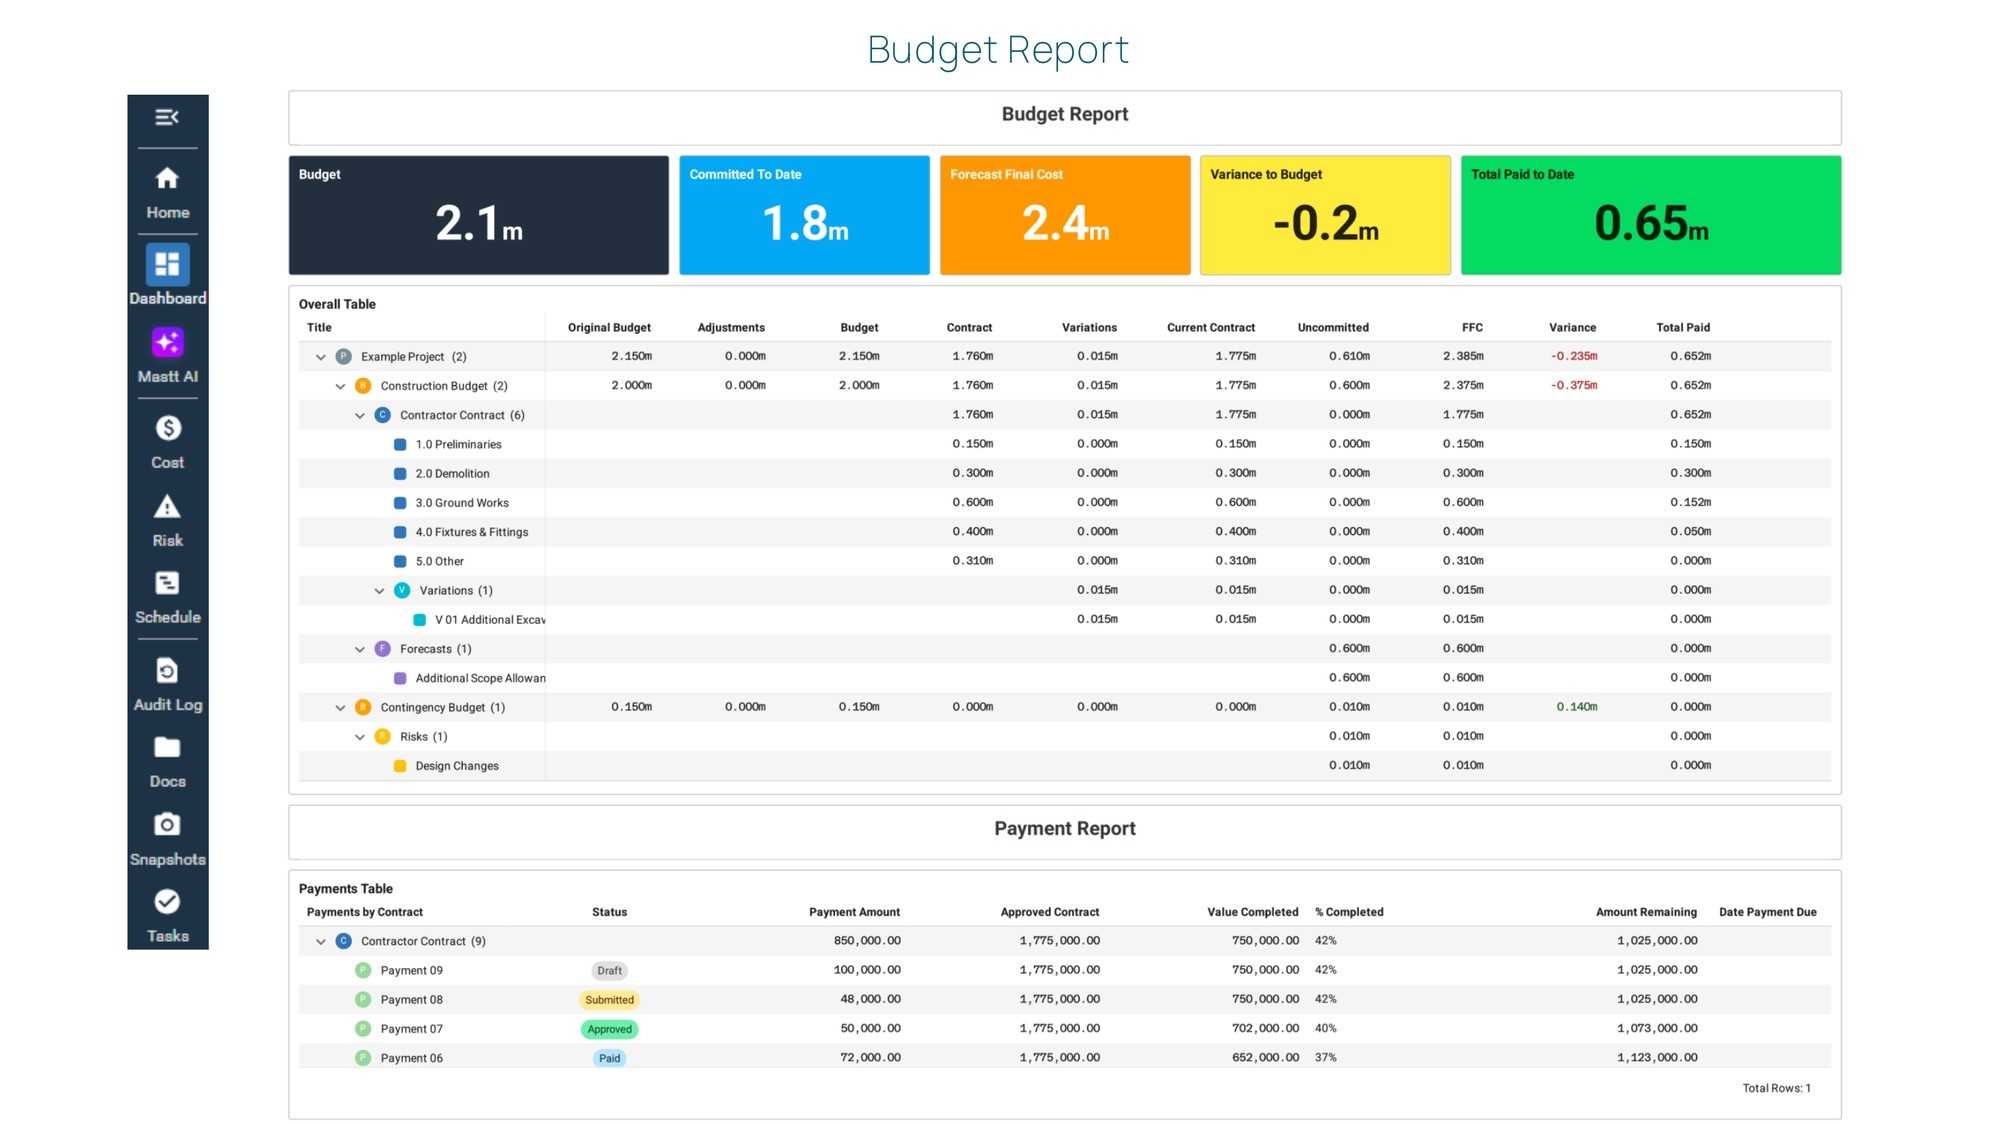 Budget Report
Home
Dashboard
Mastt AI
Cost
Risk
Schedule
Audit Log
Docs
Snapshots
Tasks
Budget Report
Budget
2.1m
Committed To Date
1.8m
Forecast Final Cost
2.4m
Variance to Budget
-0.2m
Total Paid to Date
0.65m
Overall Table
Title Original Budget Adjustments Budget Contract Variations Current Contract Uncommitted FFC Variance Total Paid
P Example Project (2) 2.150m 0.000m 2.150m 1.760m 0.015m 1.775m 0.610m 2.385m -0.235m 0.652m
B Construction Budget (2) 2.000m 0.000m 2.000m 1.760m 0.015m 1.775m 0.600m 2.375m -0.375m 0.652m
C Contractor Contract (6) 1.760m 0.015m 1.775m 0.000m 1.775m 0.652m
1.0 Preliminaries 0.150m 0.000m 0.150m 0.000m 0.150m 0.150m
2.0 Demolition 0.300m 0.000m 0.300m 0.000m 0.300m 0.300m
3.0 Ground Works 0.600m 0.000m 0.600m 0.000m 0.600m 0.152m
4.0 Fixtures & Fittings 0.400m 0.000m 0.400m 0.000m 0.400m 0.050m
5.0 Other 0.310m 0.000m 0.310m 0.000m 0.310m 0.000m
V Variations (1) 0.015m 0.015m 0.000m 0.015m 0.000m
V 01 Additional Excav 0.015m 0.015m 0.000m 0.015m 0.000m
F Forecasts (1) 0.600m 0.600m 0.000m
Additional Scope Allowan 0.600m 0.600m 0.000m
B Contingency Budget (1) 0.150m 0.000m 0.150m 0.000m 0.000m 0.000m 0.010m 0.010m 0.140m 0.000m
R Risks (1) 0.010m 0.010m 0.000m
Design Changes 0.010m 0.010m 0.000m
Payment Report
Payments Table
Payments by Contract Status Payment Amount Approved Contract Value Completed % Completed Amount Remaining Date Payment Due
C Contractor Contract (9) 850,000.00 1,775,000.00 750,000.00 42% 1,025,000.00
P Payment 09 Draft 100,000.00 1,775,000.00 750,000.00 42% 1,025,000.00
P Payment 08 Submitted 48,000.00 1,775,000.00 750,000.00 42% 1,025,000.00
P Payment 07 Approved 50,000.00 1,775,000.00 702,000.00 40% 1,073,000.00
P Payment 06 Paid 72,000.00 1,775,000.00 652,000.00 37% 1,123,000.00
Total Rows: 1